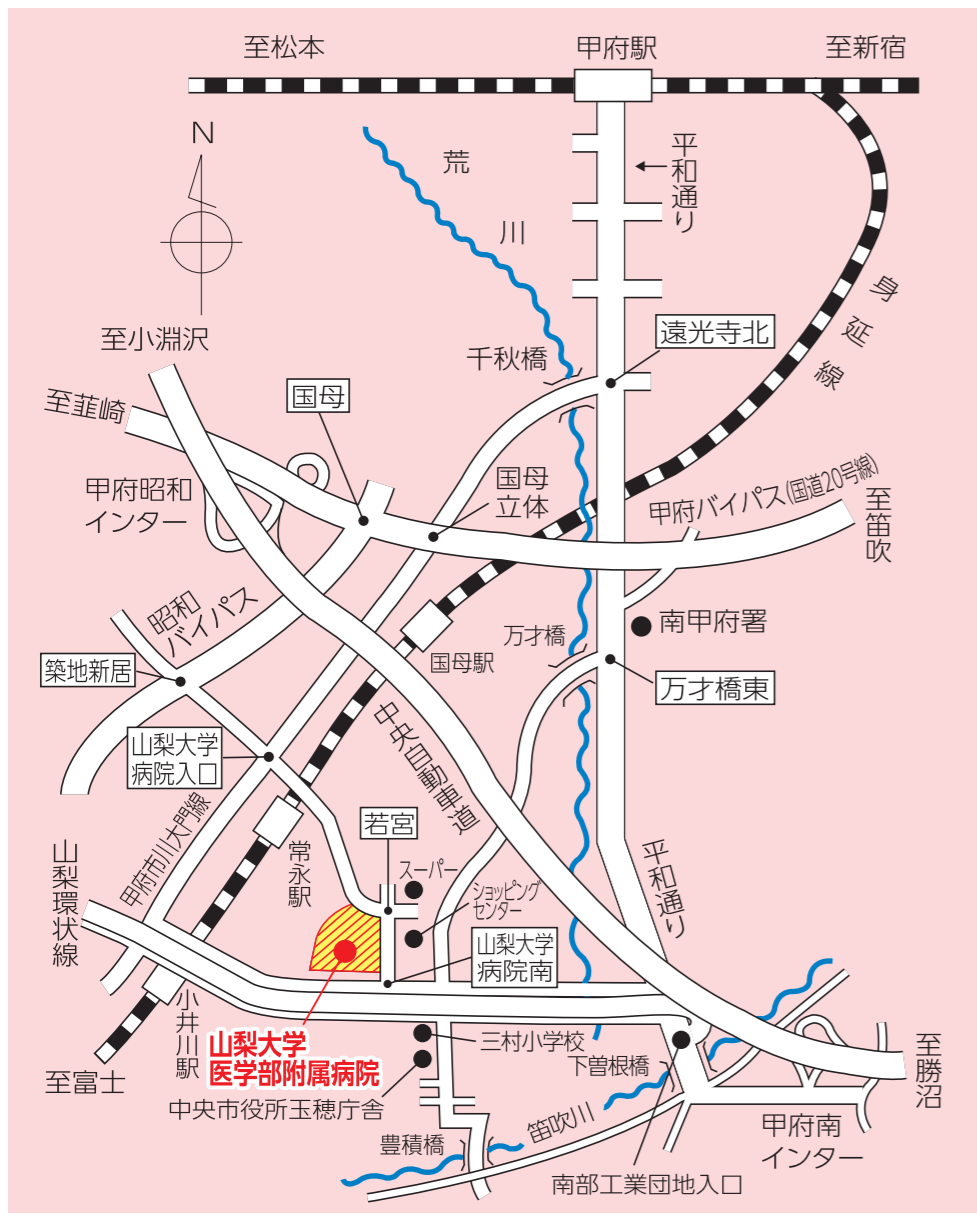 至松本
甲府駅
至新宿
N
荒川
平和通り
身延線
至小淵沢
千秋橋
遠光寺北
至韮崎
国母
甲府昭和
インター
国母
立体
甲府バイパス(国道20号線)
至笛吹
昭和
バイパス
万才橋
南甲府署
築地新居
国母駅
万才橋東
山梨大学
病院入口
中央自動車道
甲府市川大門線
若宮
山梨環状線
常永駅
スーパー
ショッピング
センター
平和通り
山梨大学
病院南
小井川駅
山梨大学
医学部附属病院
三村小学校
下曽根橋
至勝沼
至富士
中央市役所玉穂庁舎
笛吹川
豊積橋
甲府南
インター
南部工業団地入口